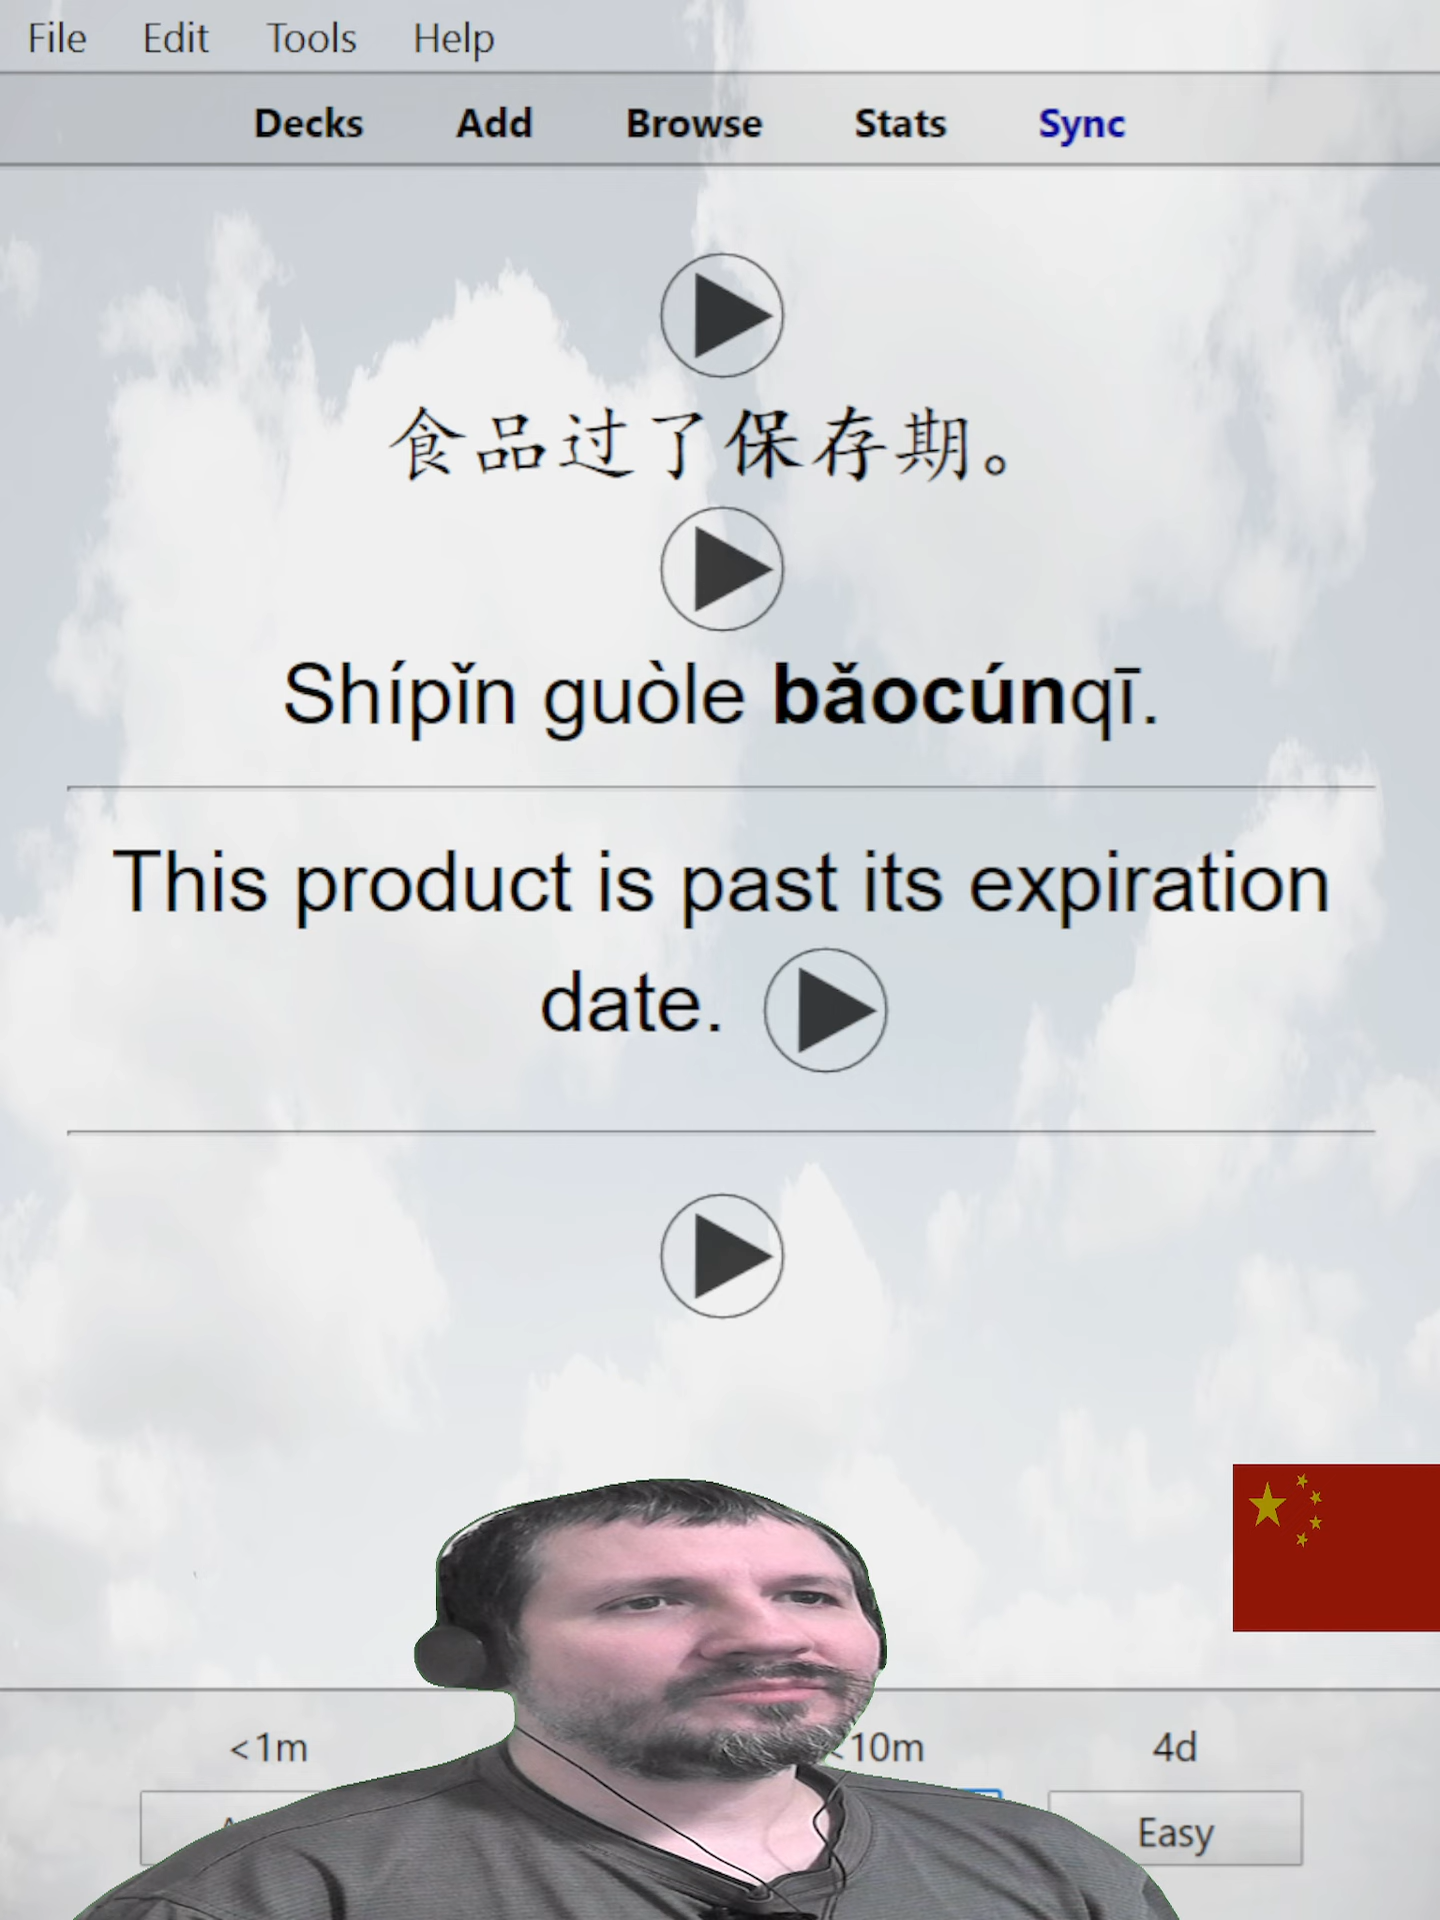 File Edit Tools Help
Decks Add Browse Stats Sync
食品过了保存期。
Shípǐn guòle bǎocúnqī.
This product is past its expiration
date.
<1m <10m 4d
Easy